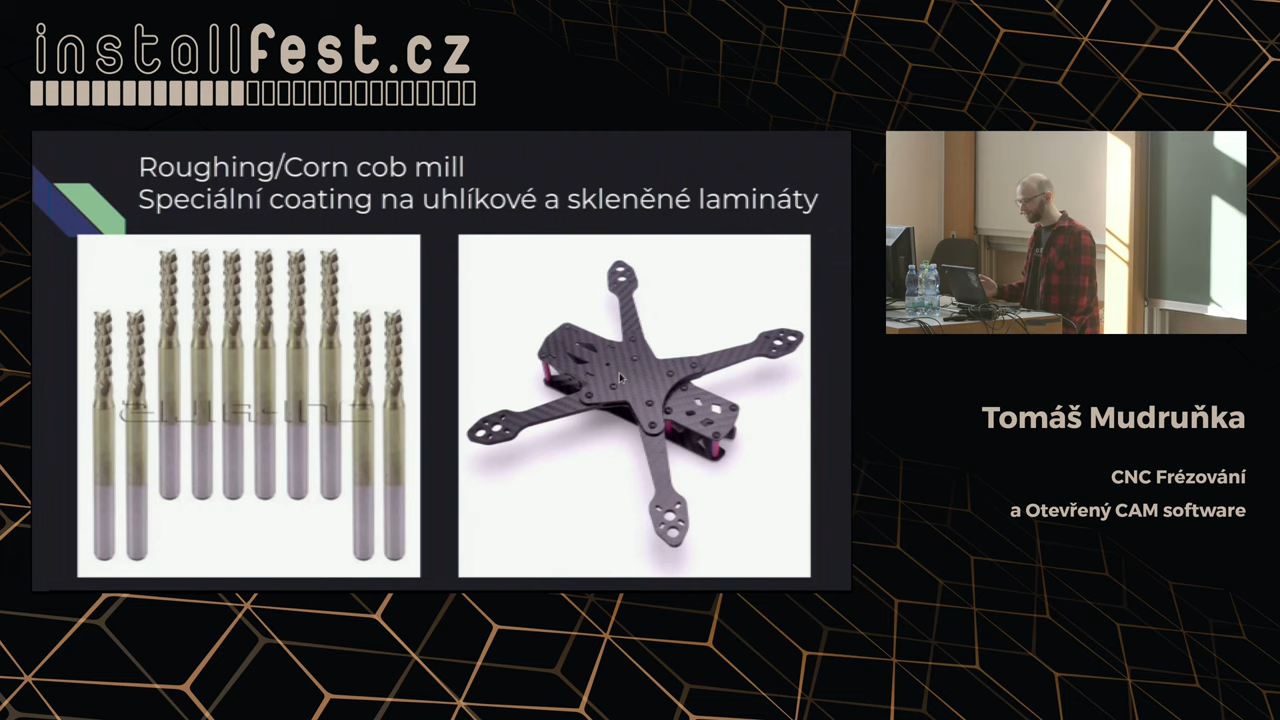 installfest.cz
Roughing/Corn cob mill
Speciální coating na uhlíkové a skleněné lamináty
Tomáš Mudruňka
CNC Frézování
a Otevřený CAM software